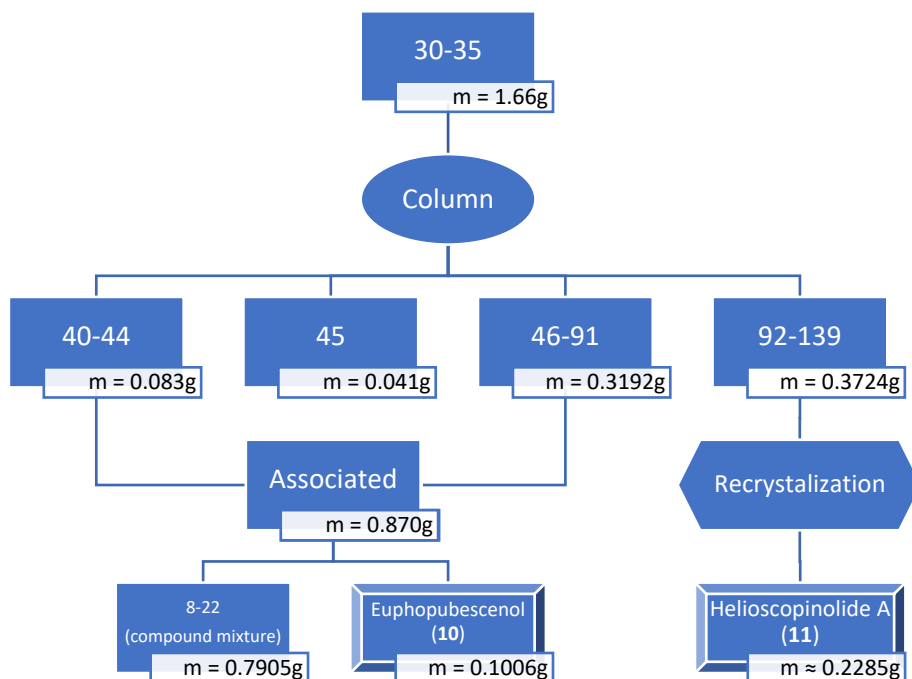 30-35
m = 1.66g
Column
40-44
m = 0.083g
45
m = 0.041g
46-91
m = 0.3192g
92-139
m = 0.3724g
Associated
m = 0.870g
Recrystalization
8-22
(compound mixture)
m = 0.7905g
Euphopubescenol
(10)
m = 0.1006g
Helioscopinolide A
(11)
m ≈ 0.2285g